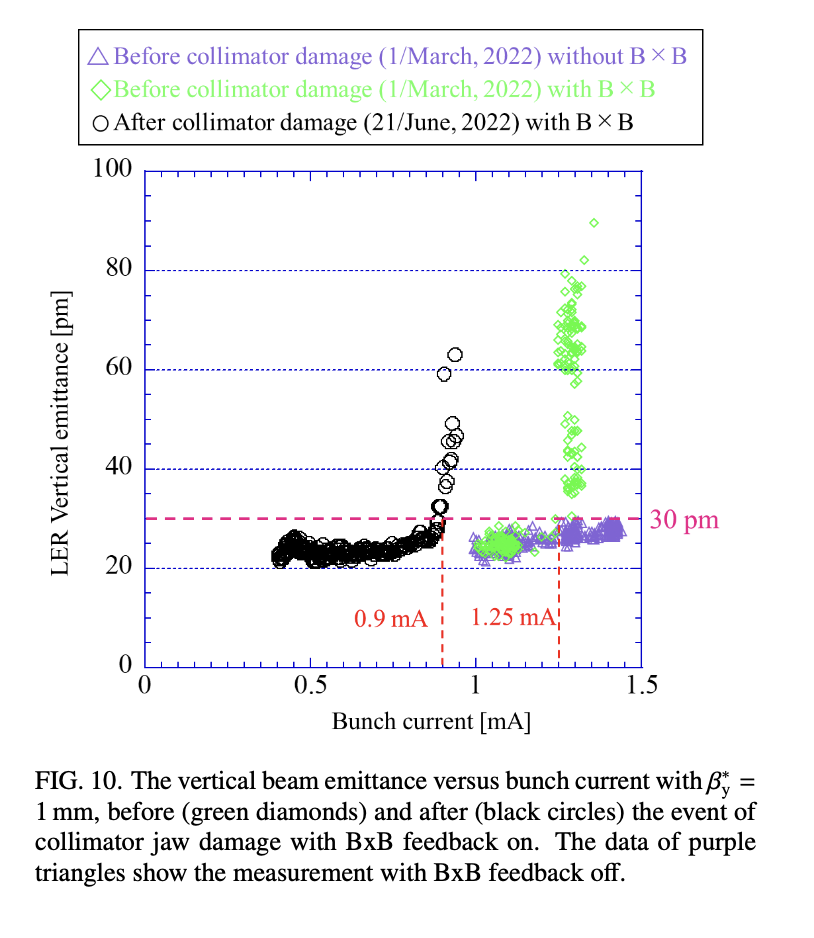 Before collimator damage (1/March, 2022) without B × B
Before collimator damage (1/March, 2022) with B × B
After collimator damage (21/June, 2022) with B × B
100
80
60
40
20
0
LER Vertical emittance [pm]
30 pm
0.9 mA
1.25 mA
0
0.5
1
1.5
Bunch current [mA]
FIG. 10. The vertical beam emittance versus bunch current with β*y =
1 mm, before (green diamonds) and after (black circles) the event of
collimator jaw damage with BxB feedback on. The data of purple
triangles show the measurement with BxB feedback off.